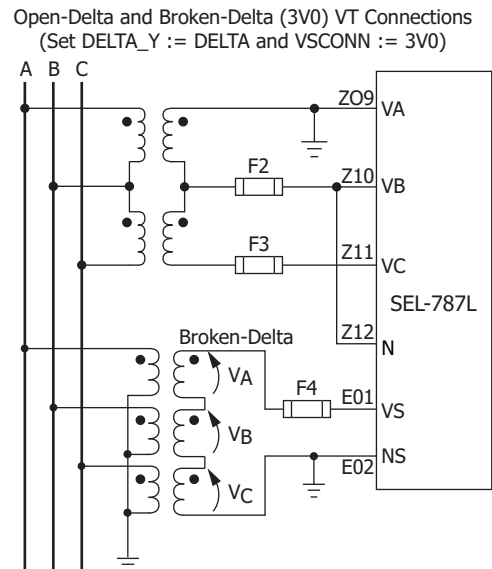 Open-Delta and Broken-Delta (3V0) VT Connections
(Set DELTA_Y := DELTA and VSCONN := 3V0)
A B C
ZO9 VA
F2 Z10 VB
F3 Z11 VC
SEL-787L
Z12 N
Broken-Delta
VA F4 E01 VS
VB
E02 NS
VC